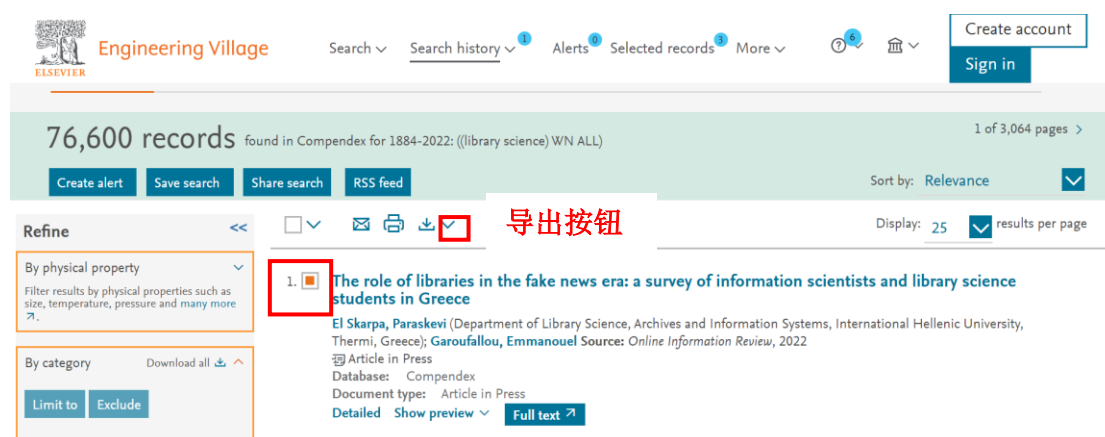 ELSEVIER
Engineering Village
Search
Search history 1
Alerts 0
Selected records 3
More
? 6
Create account
Sign in
76,600 records found in Compendex for 1884-2022: ((library science) WN ALL)
1 of 3,064 pages >
Create alert
Save search
Share search
RSS feed
Sort by: Relevance
Refine <<
导出按钮
Display: 25 results per page
By physical property
Filter results by physical properties such as
size, temperature, pressure and many more
↗.
By category
Download all
Limit to
Exclude
1. The role of libraries in the fake news era: a survey of information scientists and library science
students in Greece
El Skarpa, Paraskevi (Department of Library Science, Archives and Information Systems, International Hellenic University,
Thermi, Greece); Garoufallou, Emmanouel Source: Online Information Review, 2022
Article in Press
Database: Compendex
Document type: Article in Press
Detailed Show preview Full text ↗